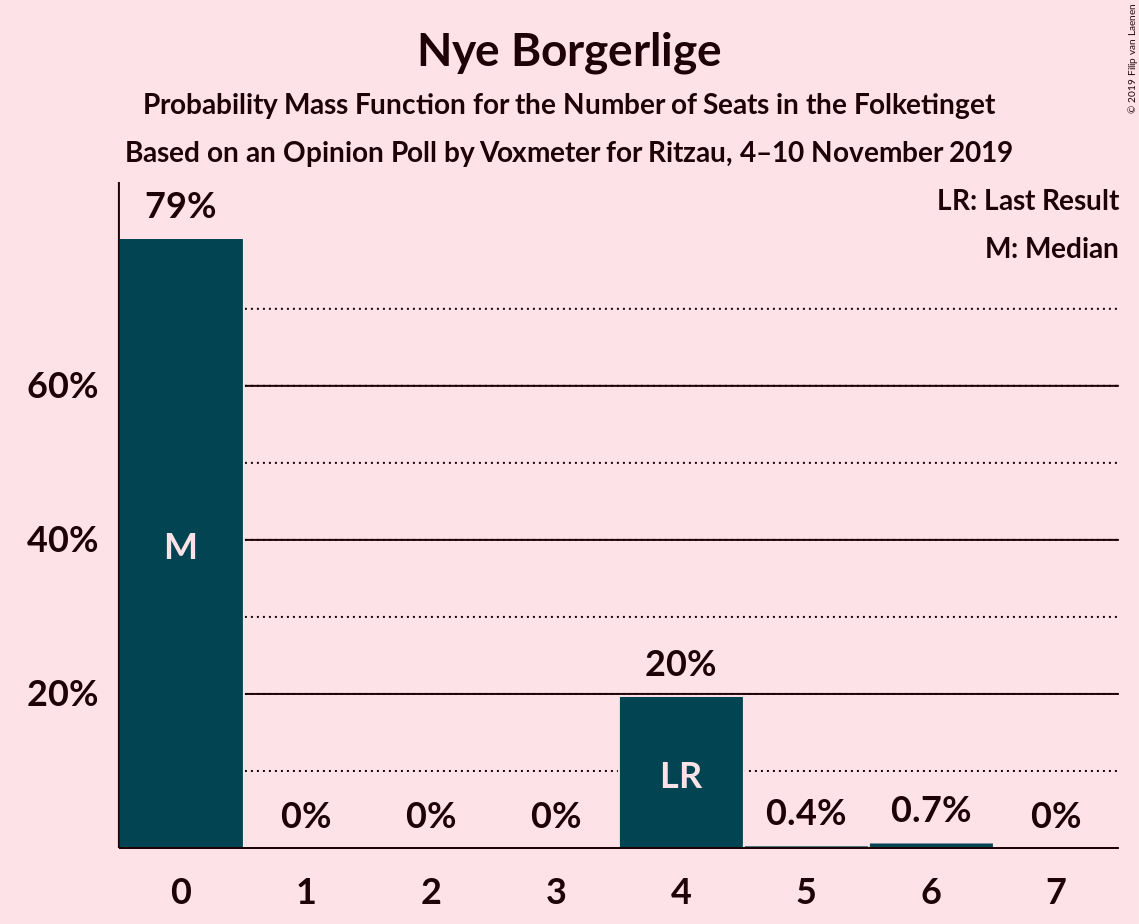 Nye Borgerlige
Probability Mass Function for the Number of Seats in the Folketinget
Based on an Opinion Poll by Voxmeter for Ritzau, 4–10 November 2019
© 2019 Filip van Laenen
LR: Last Result
M: Median
79%
60%
40%
20%
M
0%
0%
0%
20%
LR
0.4%
0.7%
0%
0
1
2
3
4
5
6
7